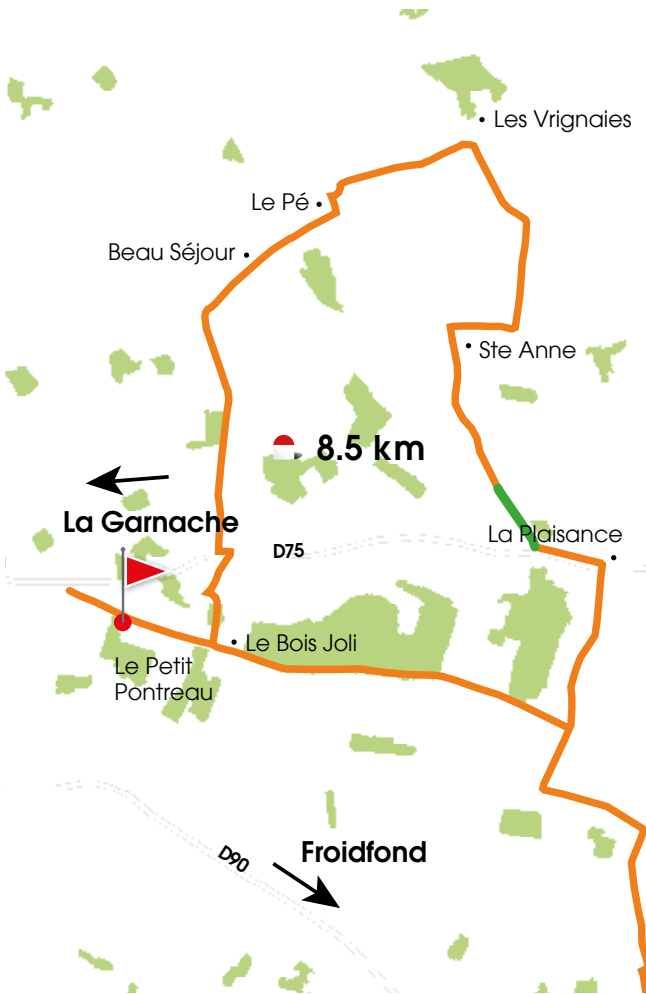 Les Vrignaies
Le Pé
Beau Séjour
Ste Anne
8.5 km
La Garnache
La Plaisance
D75
Le Bois Joli
Le Petit
Pontreau
D90
Froidfond